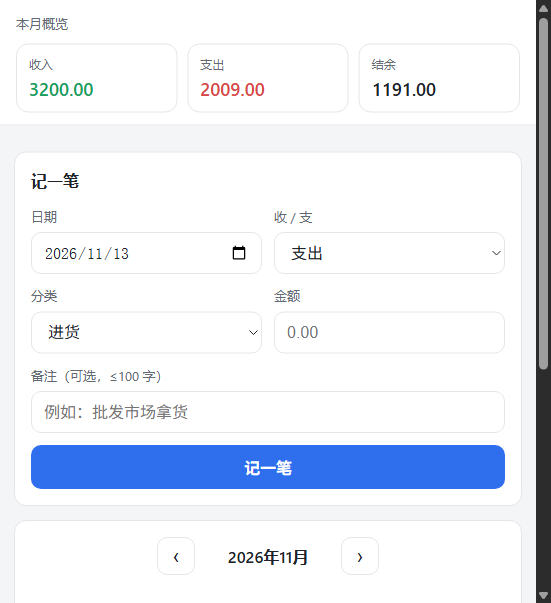 本月概览
收入 支出 结余
3200.00 2009.00 1191.00
记一笔
日期 收 / 支
2026/11/13 支出
分类 金额
进货 0.00
备注（可选，≤100 字）
例如：批发市场拿货
记一笔
‹ 2026年11月 ›